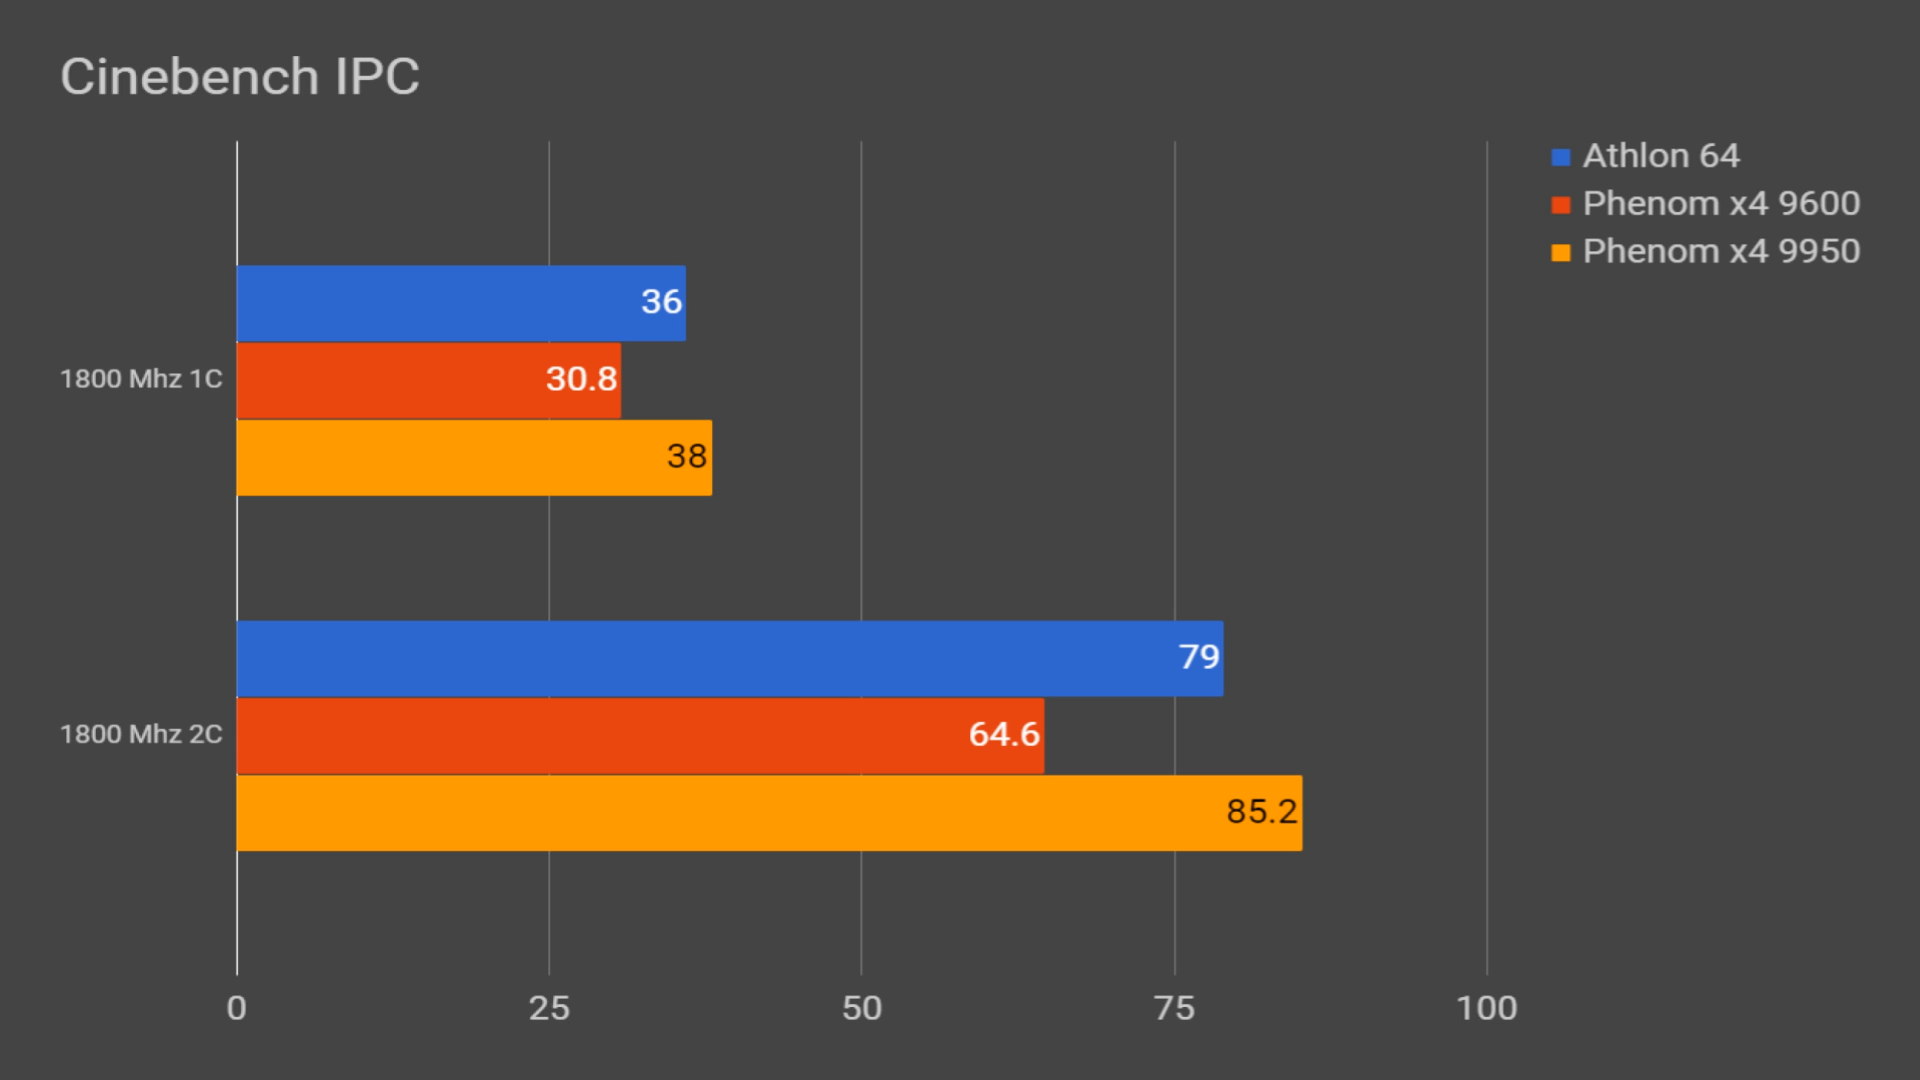 Cinebench IPC
Athlon 64
Phenom x4 9600
Phenom x4 9950
1800 Mhz 1C
36
30.8
38
1800 Mhz 2C
79
64.6
85.2
0 25 50 75 100